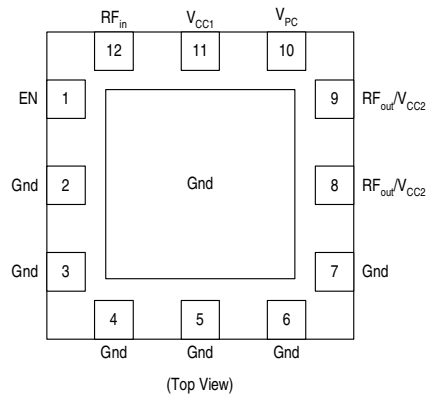 RFin VCC1 VPC
12 11 10
EN 1 9 RFout/VCC2
Gnd 2 Gnd 8 RFout/VCC2
Gnd 3 7 Gnd
4 5 6
Gnd Gnd Gnd
(Top View)